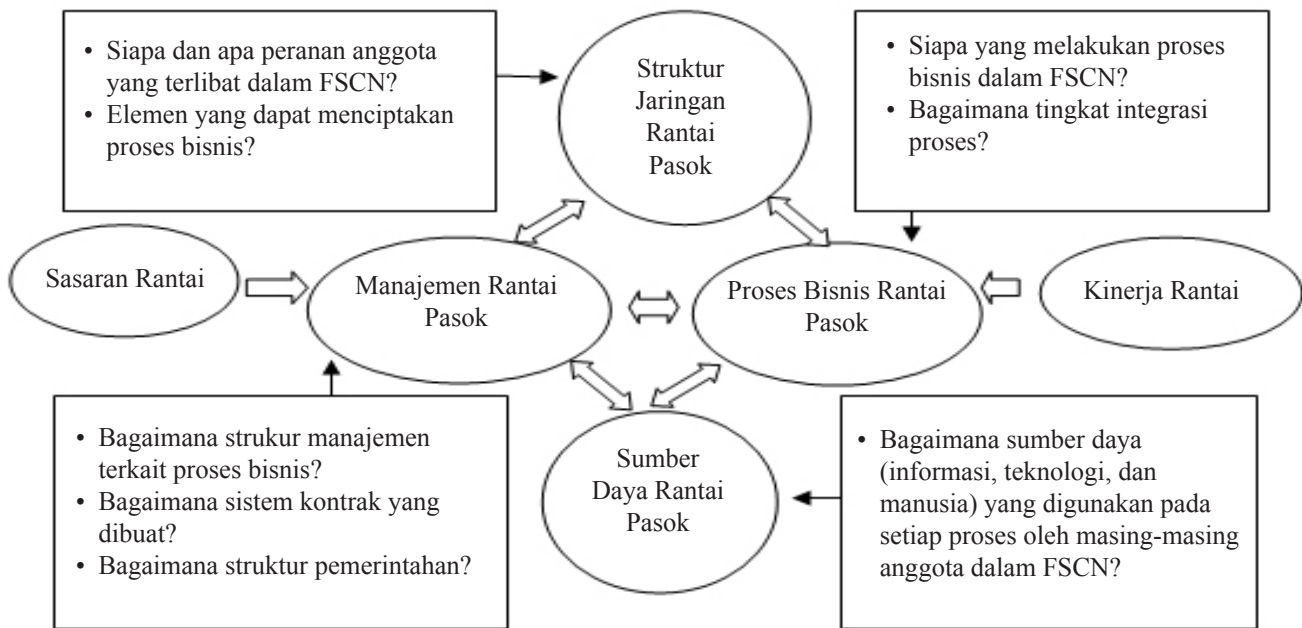 • Siapa dan apa peranan anggota
yang terlibat dalam FSCN?
• Elemen yang dapat menciptakan
proses bisnis?
Struktur
Jaringan
Rantai
Pasok
• Siapa yang melakukan proses
bisnis dalam FSCN?
• Bagaimana tingkat integrasi
proses?
Sasaran Rantai
Manajemen Rantai
Pasok
Proses Bisnis Rantai
Pasok
Kinerja Rantai
• Bagaimana strukur manajemen
terkait proses bisnis?
• Bagaimana sistem kontrak yang
dibuat?
• Bagaimana struktur pemerintahan?
Sumber
Daya Rantai
Pasok
• Bagaimana sumber daya
(informasi, teknologi, dan
manusia) yang digunakan pada
setiap proses oleh masing-masing
anggota dalam FSCN?